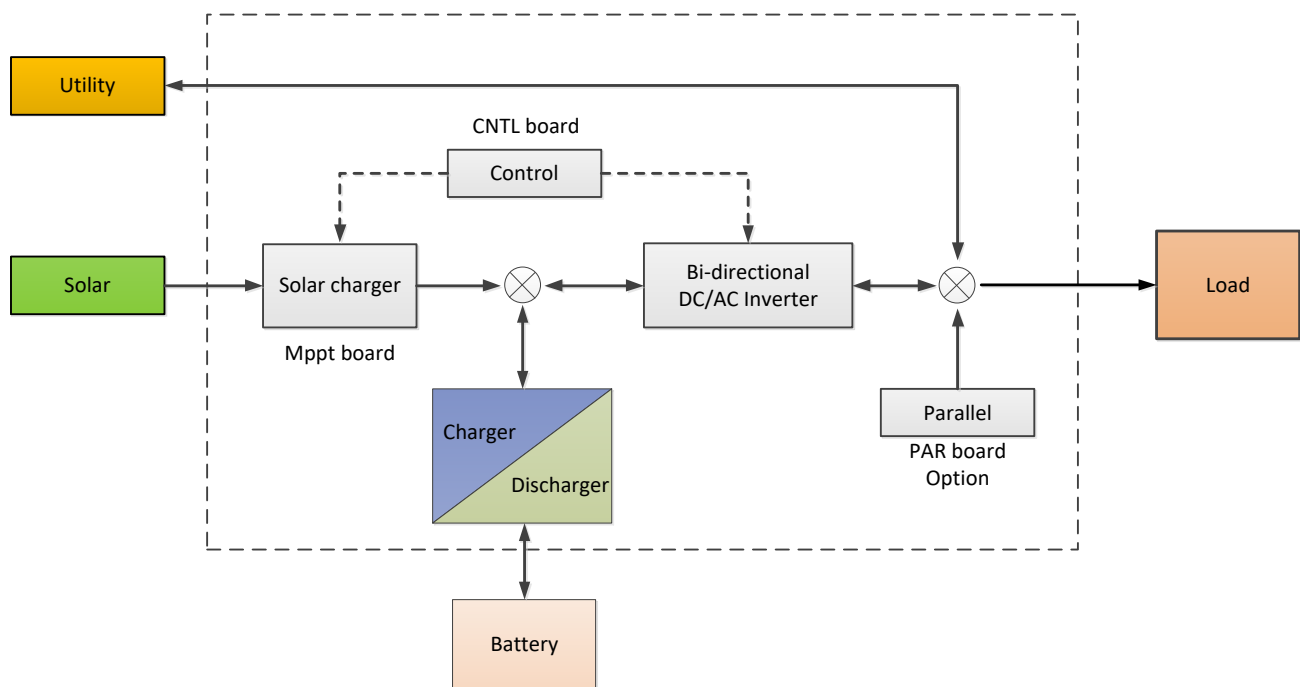 Utility
CNTL board
Control
Solar
Solar charger
Bi-directional
DC/AC Inverter
Load
Mppt board
Charger
Discharger
Parallel
PAR board
Option
Battery